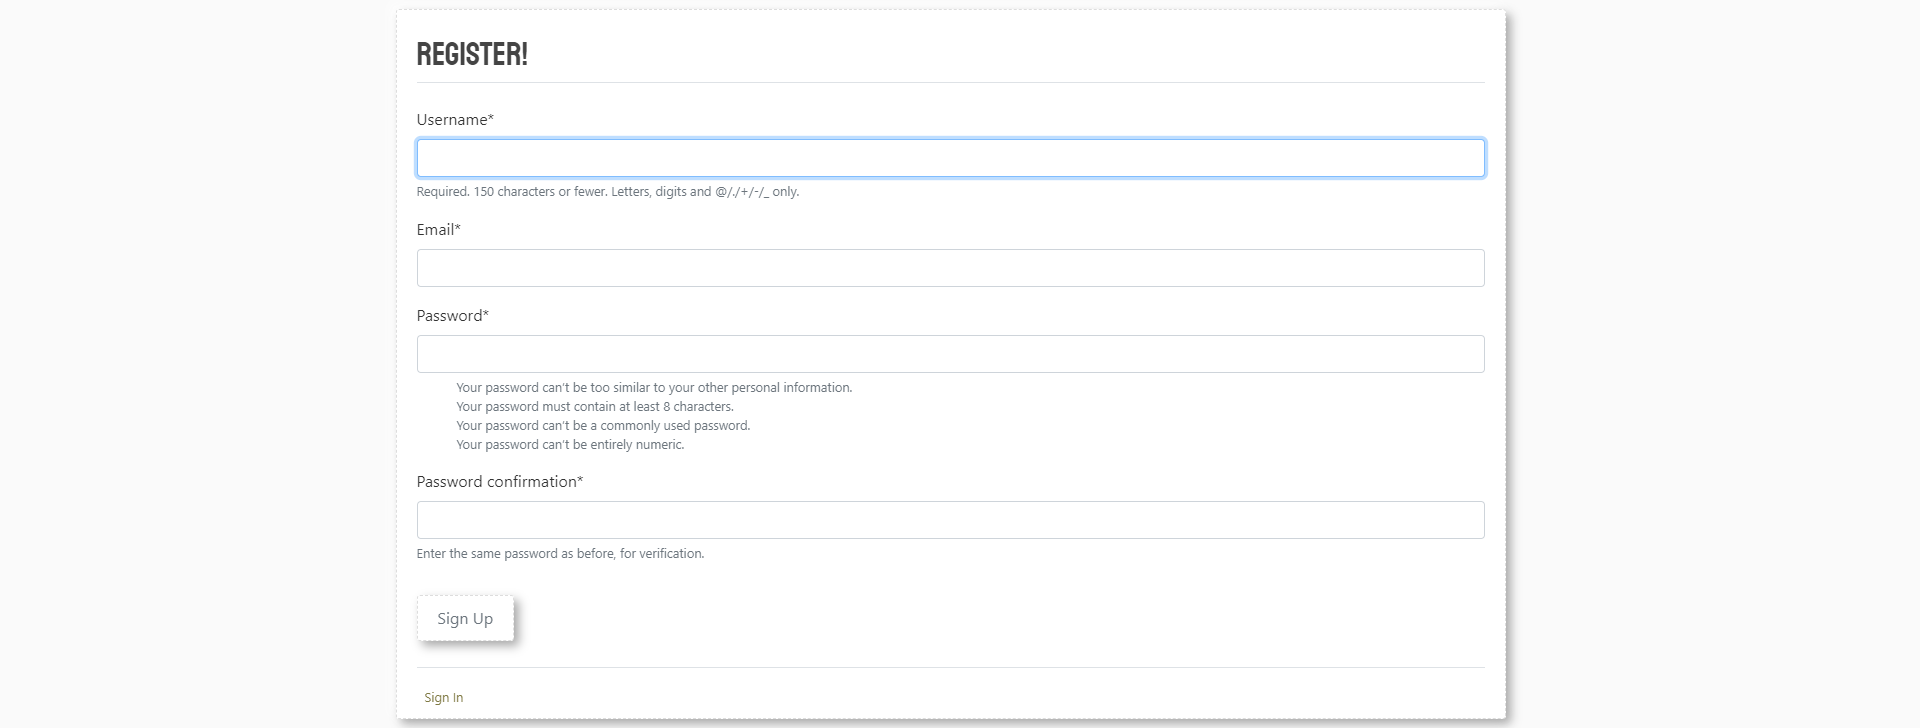 REGISTER!
Username*
Required. 150 characters or fewer. Letters, digits and @/./+/-/_ only.
Email*
Password*
Your password can't be too similar to your other personal information.
Your password must contain at least 8 characters.
Your password can't be a commonly used password.
Your password can't be entirely numeric.
Password confirmation*
Enter the same password as before, for verification.
Sign Up
Sign In